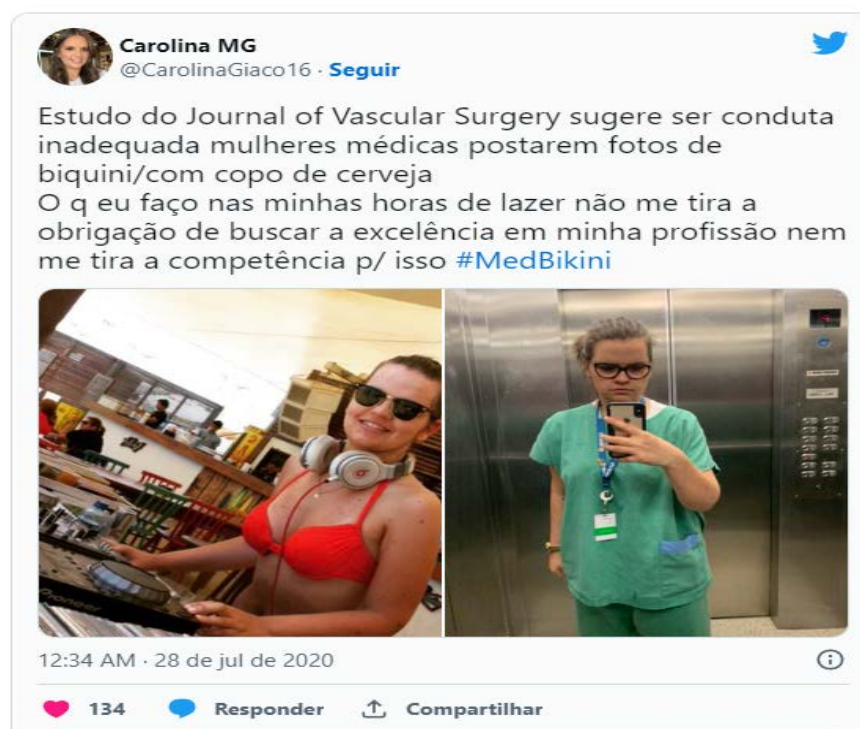 Carolina MG
@CarolinaGiaco16 · Seguir
Estudo do Journal of Vascular Surgery sugere ser conduta
inadequada mulheres médicas postarem fotos de
biquini/com copo de cerveja
O q eu faço nas minhas horas de lazer não me tira a
obrigação de buscar a excelência em minha profissão nem
me tira a competência p/ isso #MedBikini
Pioneer
12:34 AM · 28 de jul de 2020
134 Responder Compartilhar